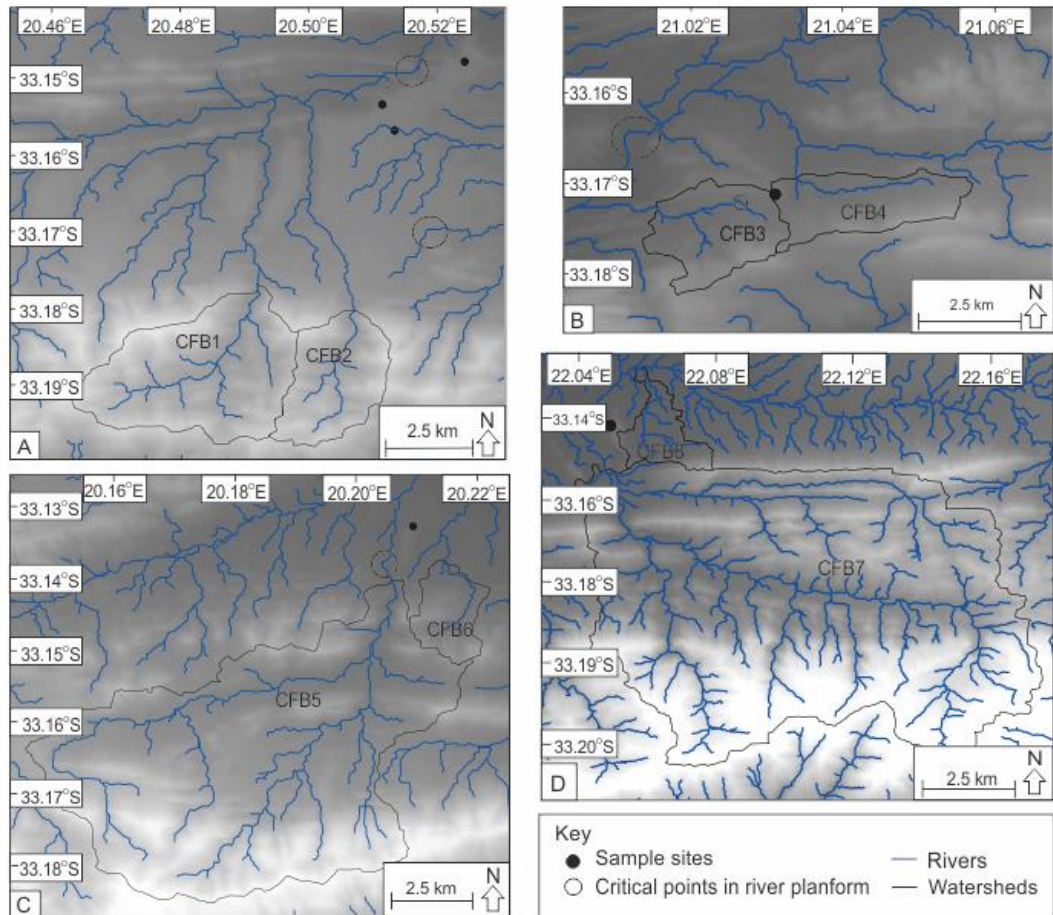 20.46°E 20.48°E 20.50°E 20.52°E
33.15°S
33.16°S
33.17°S
33.18°S
33.19°S
CFB1
CFB2
2.5 km
N
A
21.02°E 21.04°E 21.06°E
33.16°S
33.17°S
33.18°S
CFB3
CFB4
2.5 km
N
B
20.16°E 20.18°E 20.20°E 20.22°E
33.13°S
33.14°S
33.15°S
33.16°S
33.17°S
33.18°S
CFB5
CFB6
2.5 km
N
C
22.04°E 22.08°E 22.12°E 22.16°E
33.14°S
33.16°S
33.18°S
33.19°S
33.20°S
CFB8
CFB7
2.5 km
N
D
Key
Sample sites
Rivers
Critical points in river planform
Watersheds